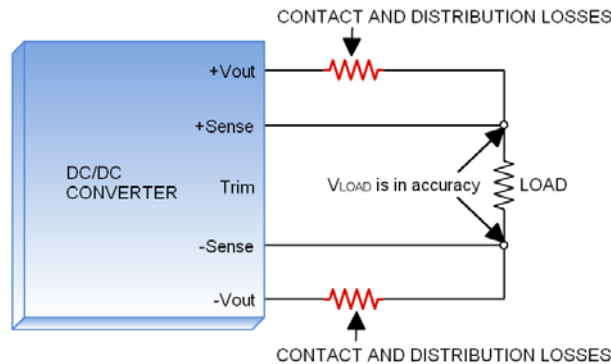 CONTACT AND DISTRIBUTION LOSSES
+Vout
+Sense
DC/DC
CONVERTER
Trim
VLOAD is in accuracy
LOAD
-Sense
-Vout
CONTACT AND DISTRIBUTION LOSSES